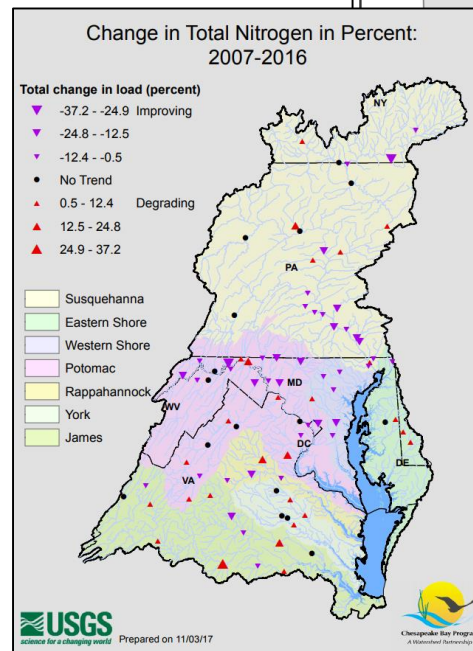 Change in Total Nitrogen in Percent:
2007-2016
Total change in load (percent)
-37.2 - -24.9 Improving
-24.8 - -12.5
-12.4 - -0.5
No Trend
0.5 - 12.4 Degrading
12.5 - 24.8
24.9 - 37.2
Susquehanna
Eastern Shore
Western Shore
Potomac
Rappahannock
York
James
NY
PA
MD
WV
DC
DE
VA
USGS
science for a changing world
Prepared on 11/03/17
Chesapeake Bay Progra
A Watershed Partnership